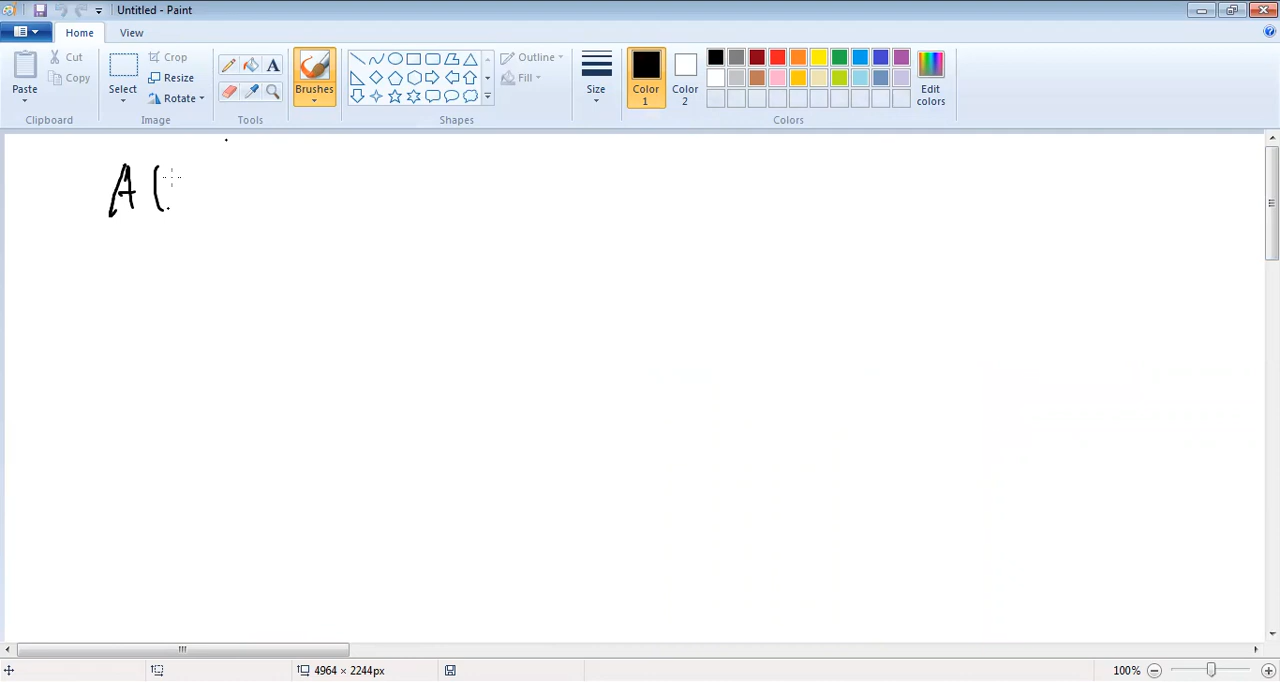 Untitled - Paint
Home View
Paste
Cut
Copy
Clipboard
Select
Crop
Resize
Rotate
Image
A
Tools
Brushes
Outline
Fill
Shapes
Size
Color 1
Color 2
Edit colors
Colors
A (
4964 × 2244px
100%